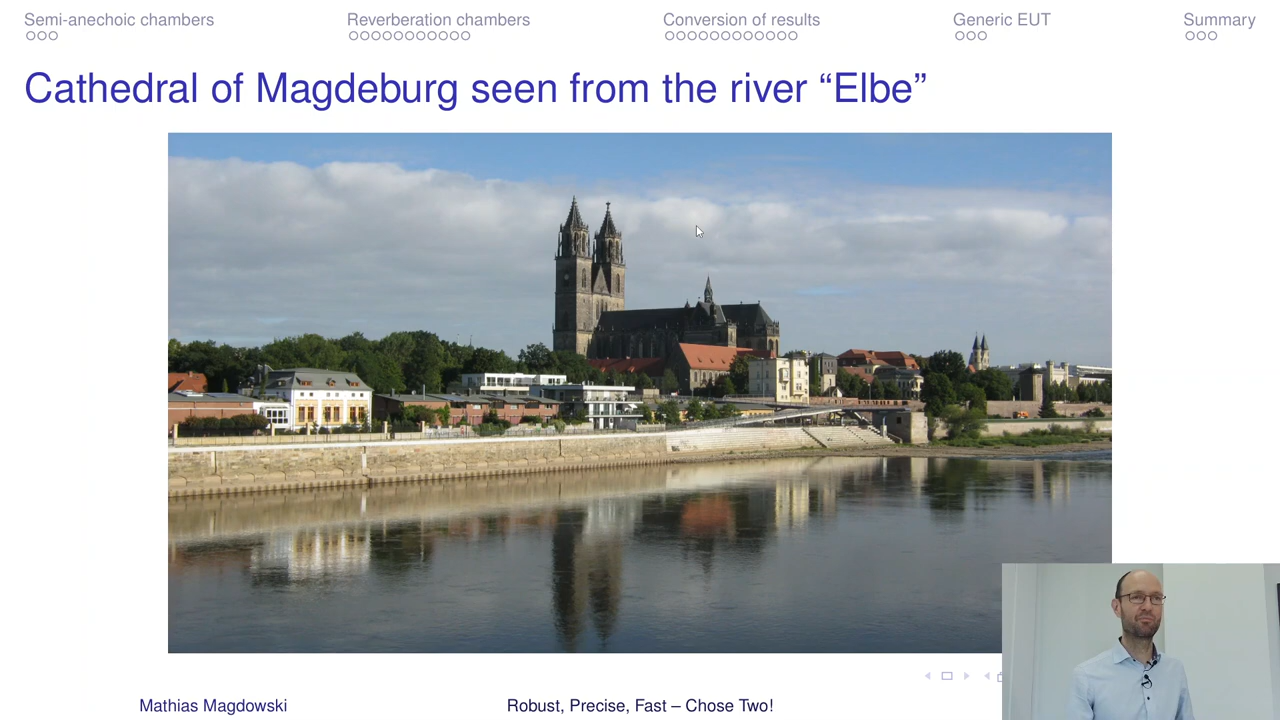 Semi-anechoic chambers
Reverberation chambers
Conversion of results
Generic EUT
Summary
Cathedral of Magdeburg seen from the river “Elbe”
Mathias Magdowski
Robust, Precise, Fast – Chose Two!